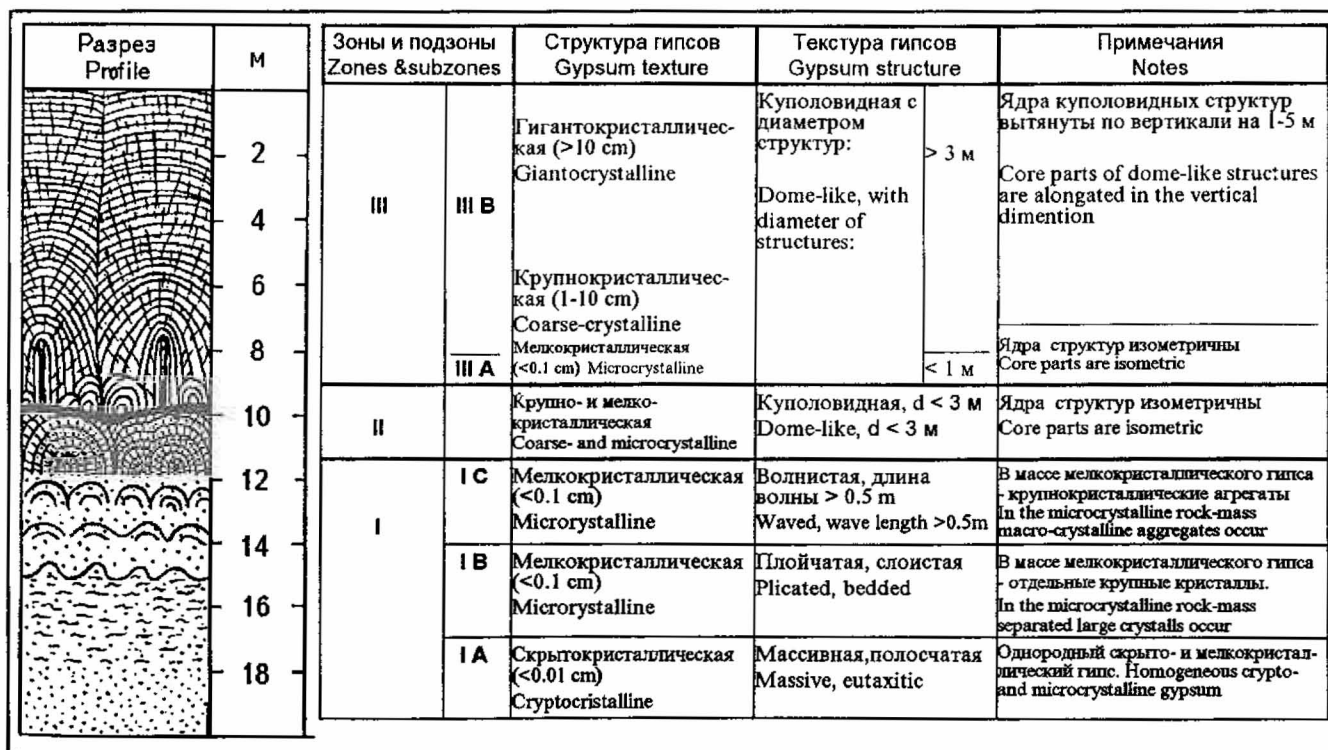 Разрез
Profile
М
Зоны и подзоны
Zones &subzones
Структура гипсов
Gypsum texture
Текстура гипсов
Gypsum structure
Примечания
Notes
2
4
6
8
10
12
14
16
18
III
III B
Гигантокристалличес-
кая (>10 cm)
Giantocrystalline
Крупнокристалличес-
кая (1-10 cm)
Coarse-crystalline
Куполовидная с
диаметром
структур:
Dome-like, with
diameter of
structures:
> 3 м
Ядра куполовидных структур
вытянуты по вертикали на 1-5 м
Core parts of dome-like structures
are alongated in the vertical
dimention
III A
Мелкокристаллическая
(<0.1 cm) Microcrystalline
< 1 м
Ядра структур изометричны
Core parts are isometric
II
Крупно- и мелко-
кристаллическая
Coarse- and microcrystalline
Куполовидная, d < 3 м
Dome-like, d < 3 м
Ядра структур изометричны
Core parts are isometric
I
I C
Мелкокристаллическая
(<0.1 cm)
Microrystalline
Волнистая, длина
волны > 0.5 m
Waved, wave length >0.5m
В массе мелкокристаллического гипса
- крупнокристаллические агрегаты
In the microcrystalline rock-mass
macro-crystalline aggregates occur
I B
Мелкокристаллическая
(<0.1 cm)
Microrystalline
Плойчатая, слоистая
Plicated, bedded
В массе мелкокристаллического гипса
- отдельные крупные кристаллы.
In the microcrystalline rock-mass
separated large crystalls occur
I A
Скрытокристаллическая
(<0.01 cm)
Cryptocristalline
Массивная,полосчатая
Massive, eutaxitic
Однородный скрыто- и мелкокристал-
лический гипс. Homogeneous crypto-
and microcrystalline gypsum